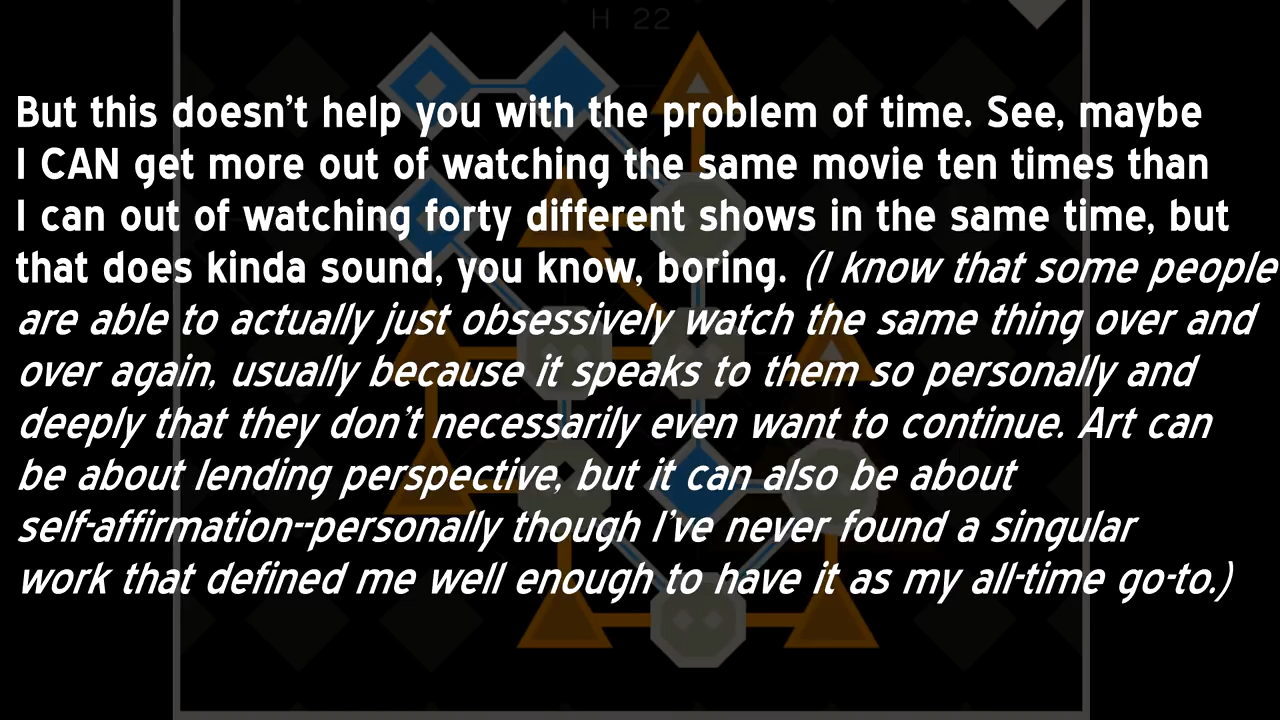 H 22
But this doesn't help you with the problem of time. See, maybe
I CAN get more out of watching the same movie ten times than
I can out of watching forty different shows in the same time, but
that does kinda sound, you know, boring. (I know that some people
are able to actually just obsessively watch the same thing over and
over again, usually because it speaks to them so personally and
deeply that they don't necessarily even want to continue. Art can
be about lending perspective, but it can also be about
self-affirmation--personally though I've never found a singular
work that defined me well enough to have it as my all-time go-to.)